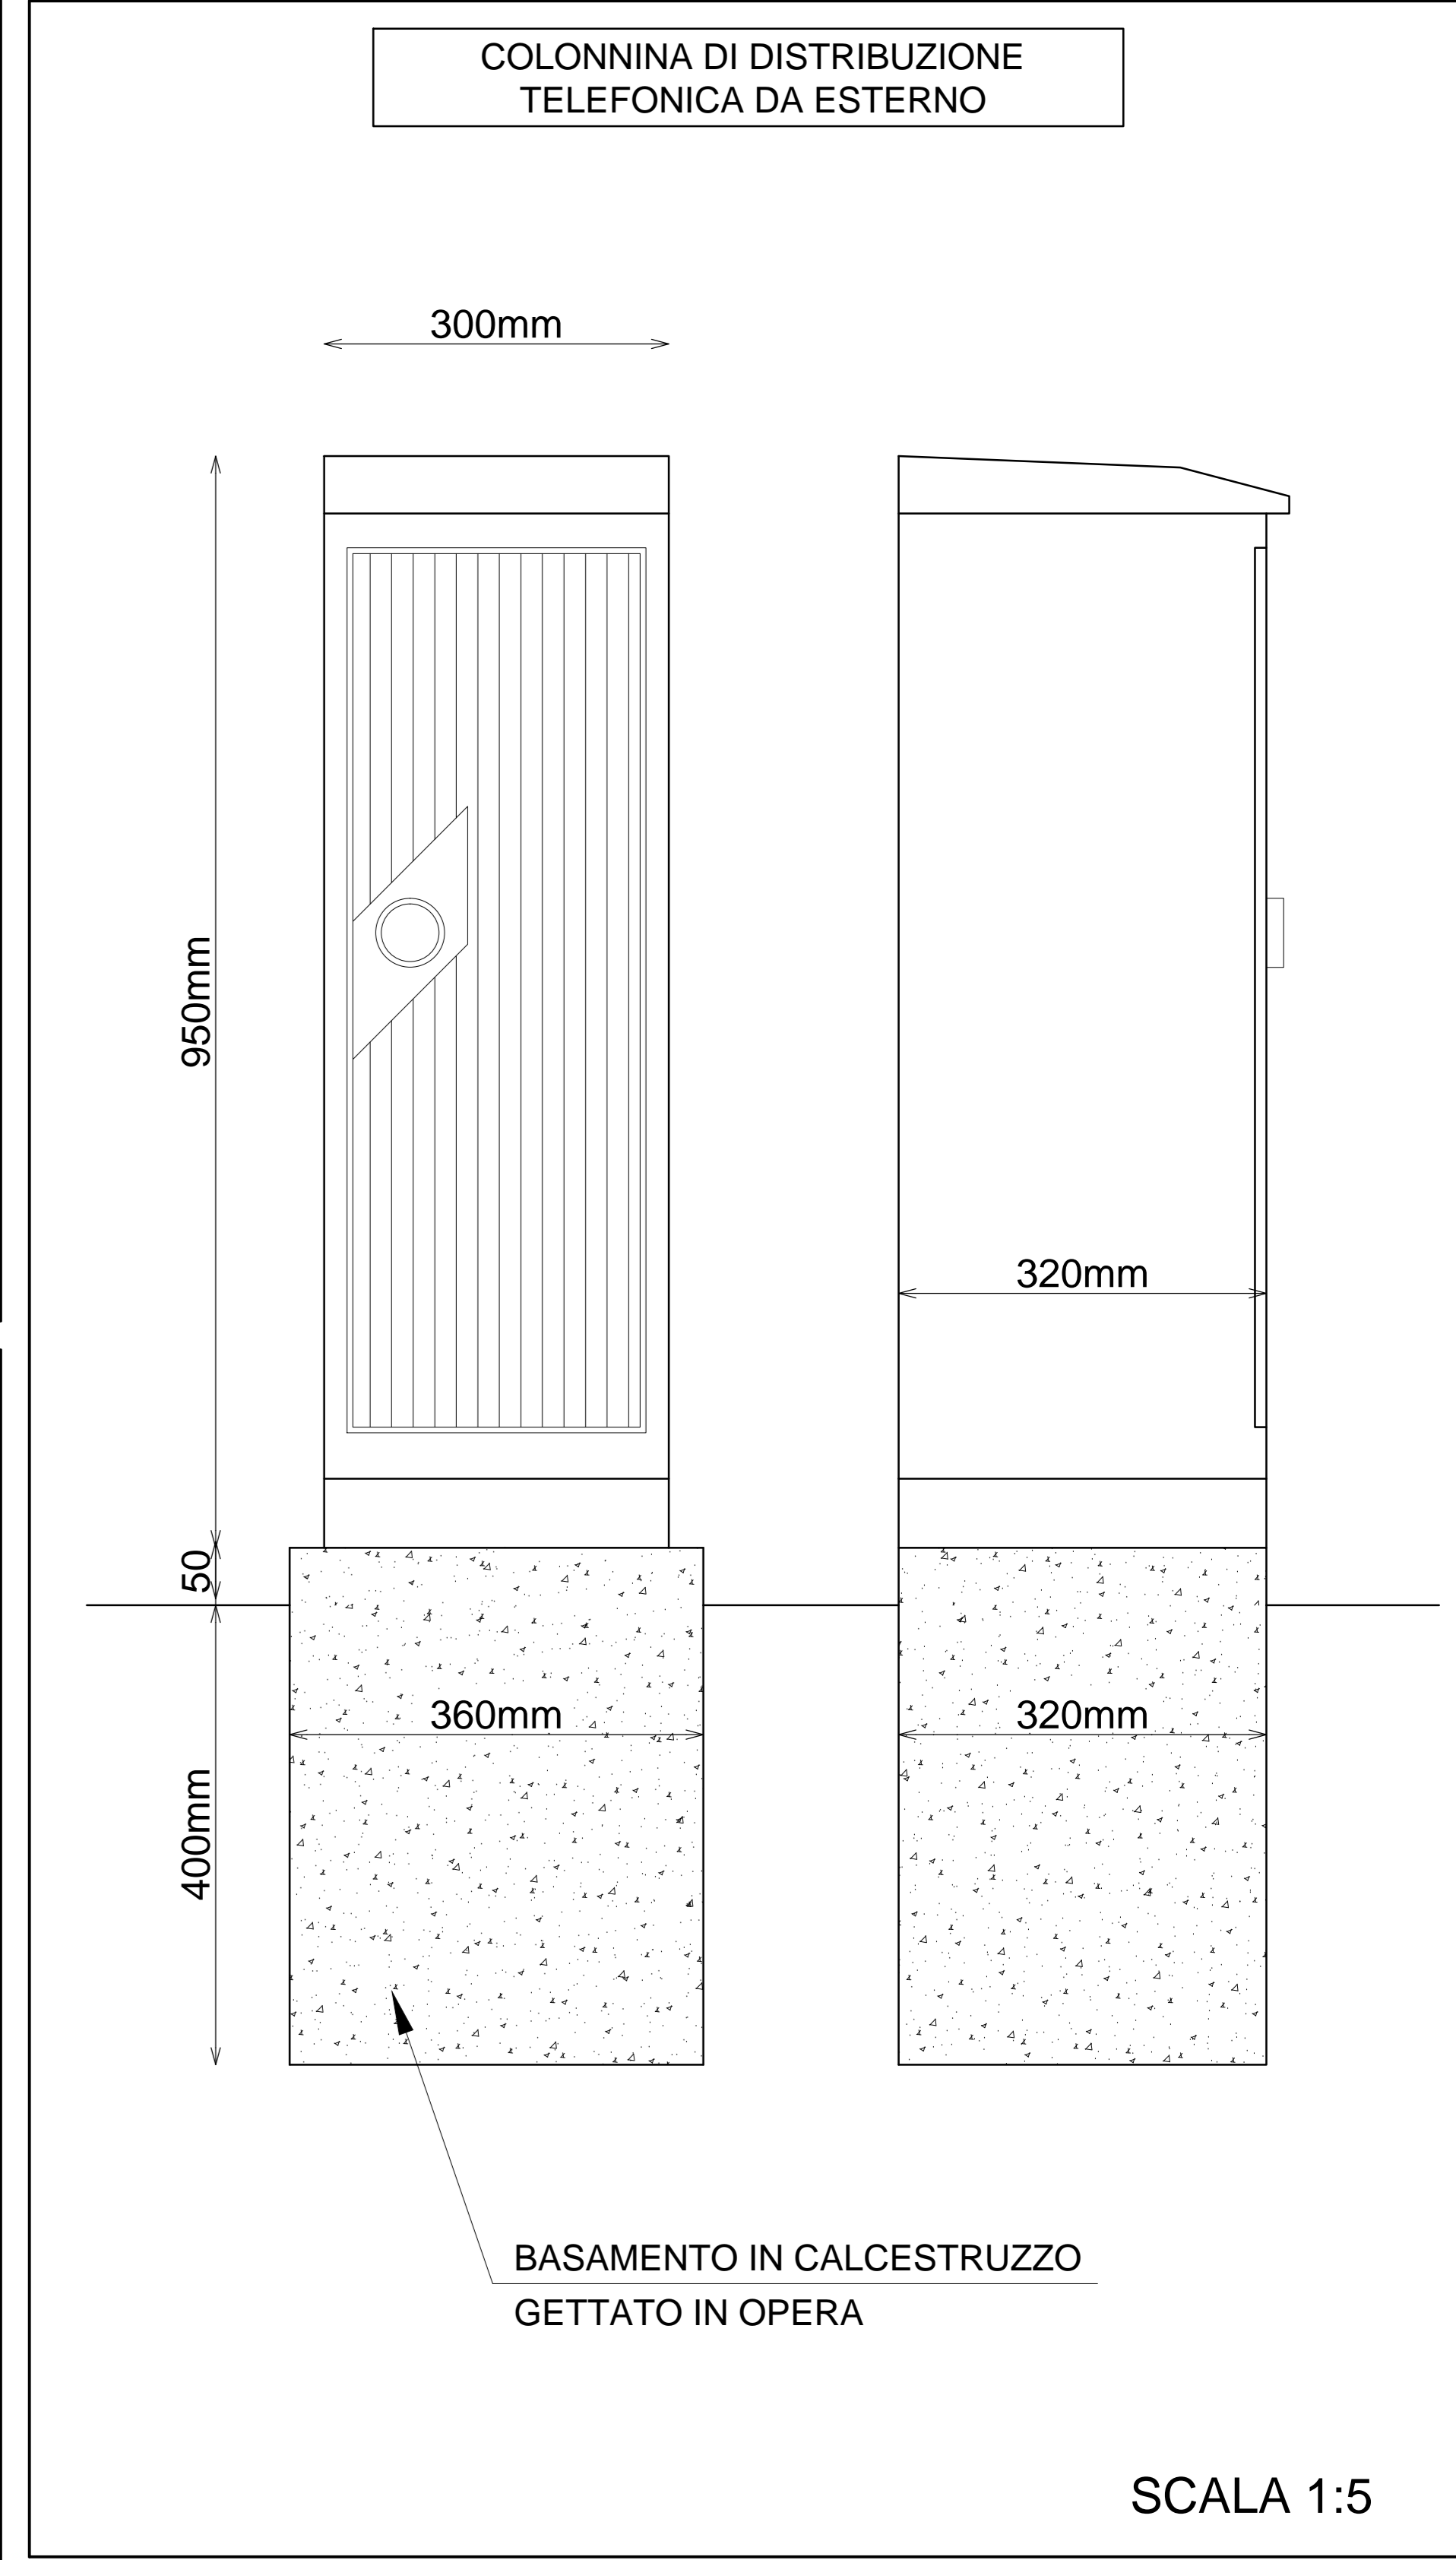 COLONNINA DI DISTRIBUZIONE
TELEFONICA DA ESTERNO
300mm
950mm
320mm
50
360mm
320mm
400mm
BASAMENTO IN CALCESTRUZZO
GETTATO IN OPERA
SCALA 1:5